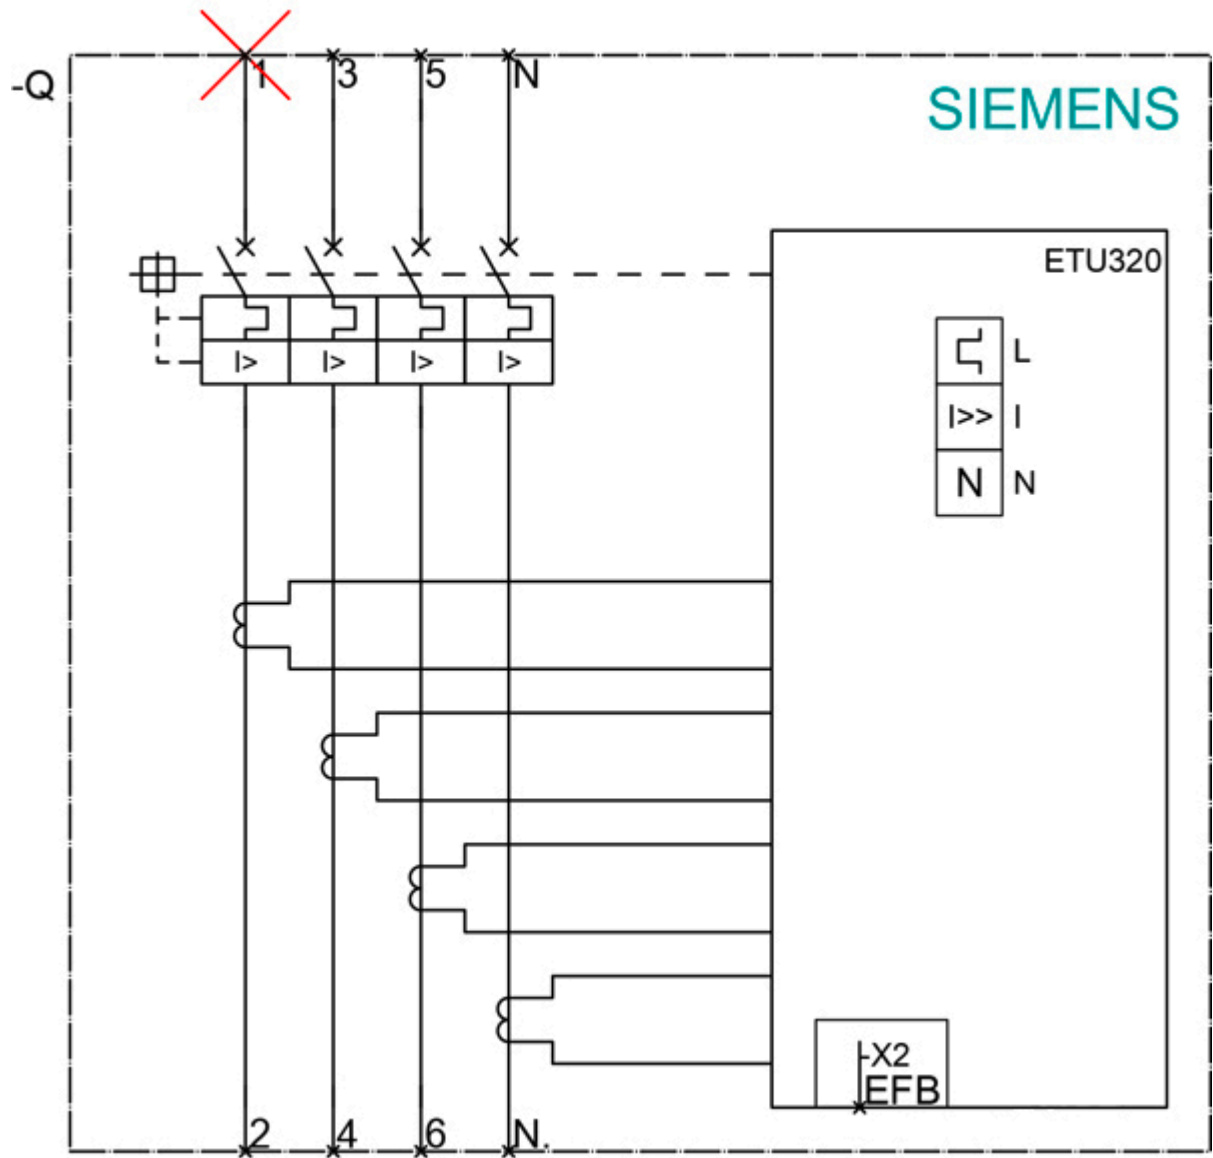 -Q
1 3 5 N
SIEMENS
ETU320
I> I> I> I>
L
I>> I
N N
-X2
EFB
2 4 6 N.